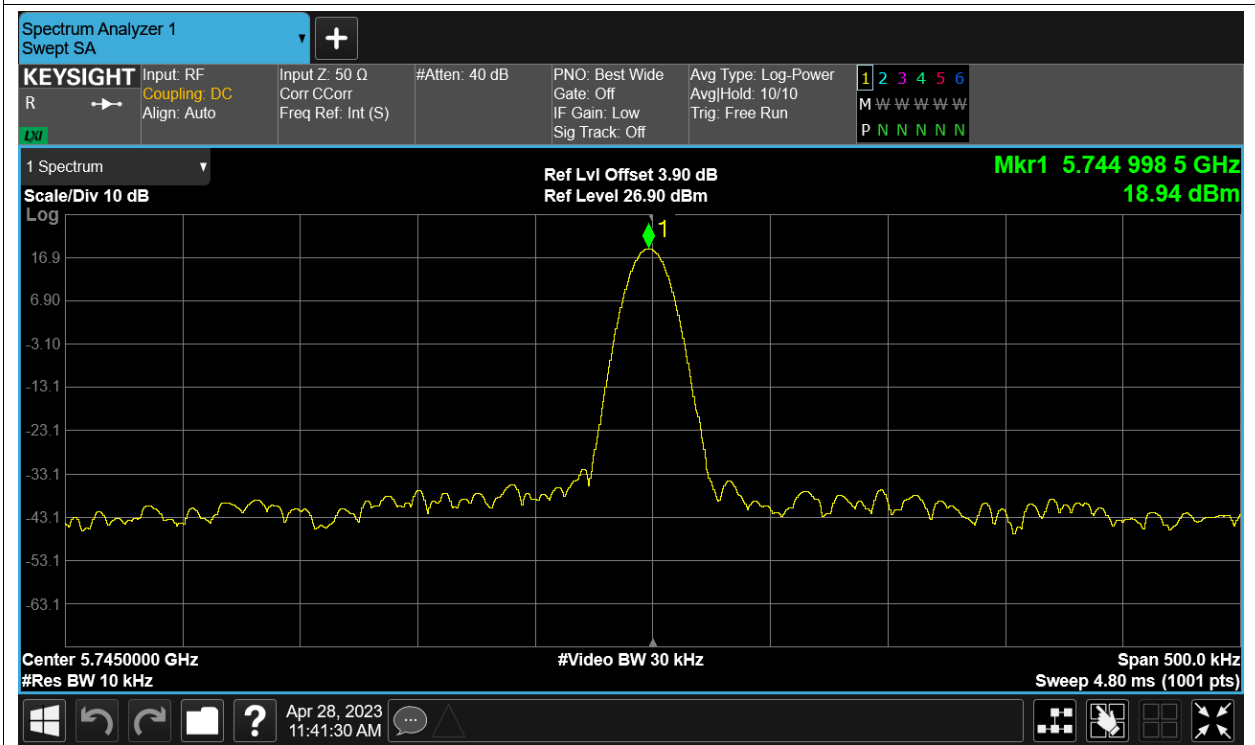 Spectrum Analyzer 1
Swept SA
+
KEYSIGHT
R
LXI
Input: RF
Coupling: DC
Align: Auto
Input Z: 50 Ω
Corr CCorr
Freq Ref: Int (S)
#Atten: 40 dB
PNO: Best Wide
Gate: Off
IF Gain: Low
Sig Track: Off
Avg Type: Log-Power
Avg|Hold: 10/10
Trig: Free Run
1 2 3 4 5 6
M W W W W W
P N N N N N
1 Spectrum
Scale/Div 10 dB
Log
Ref Lvl Offset 3.90 dB
Ref Level 26.90 dBm
Mkr1 5.744 998 5 GHz
18.94 dBm
1
16.9
6.90
-3.10
-13.1
-23.1
-33.1
-43.1
-53.1
-63.1
Center 5.7450000 GHz
#Res BW 10 kHz
#Video BW 30 kHz
Span 500.0 kHz
Sweep 4.80 ms (1001 pts)
?
Apr 28, 2023
11:41:30 AM